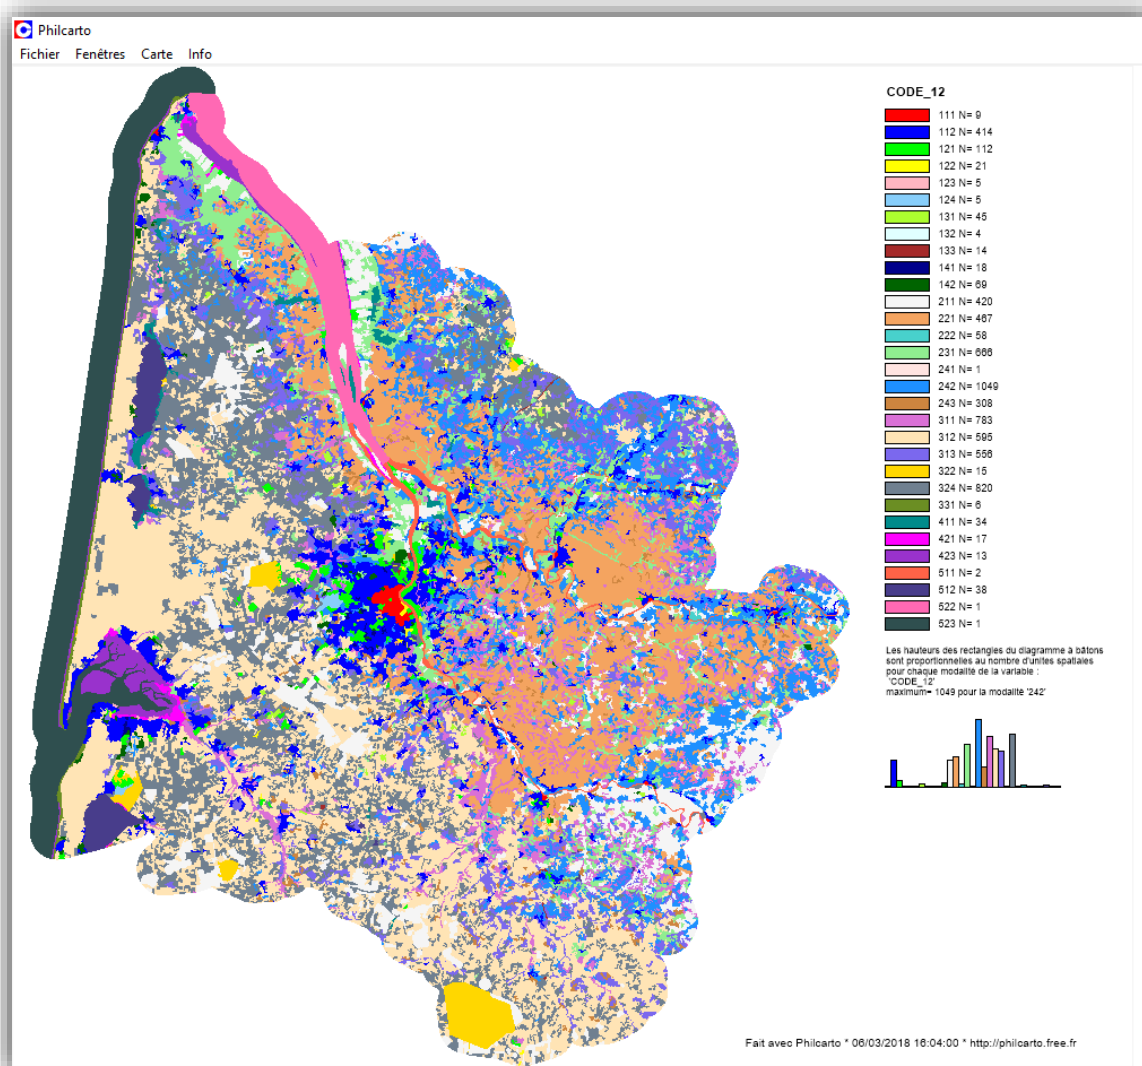 Philcarto
Fichier Fenêtres Carte Info
CODE_12
111 N= 9
112 N= 414
121 N= 112
122 N= 21
123 N= 5
124 N= 5
131 N= 45
132 N= 4
133 N= 14
141 N= 18
142 N= 69
211 N= 420
221 N= 467
222 N= 58
231 N= 666
241 N= 1
242 N= 1049
243 N= 308
311 N= 783
312 N= 595
313 N= 556
322 N= 15
324 N= 820
331 N= 6
411 N= 34
421 N= 17
423 N= 13
511 N= 2
512 N= 38
522 N= 1
523 N= 1
Les hauteurs des rectangles du diagramme à bâtons
sont proportionnelles au nombre d'unites spatiales
pour chaque modalité de la variable :
'CODE_12'
maximum= 1049 pour la modalité '242'
Fait avec Philcarto * 06/03/2018 16:04:00 * http://philcarto.free.fr